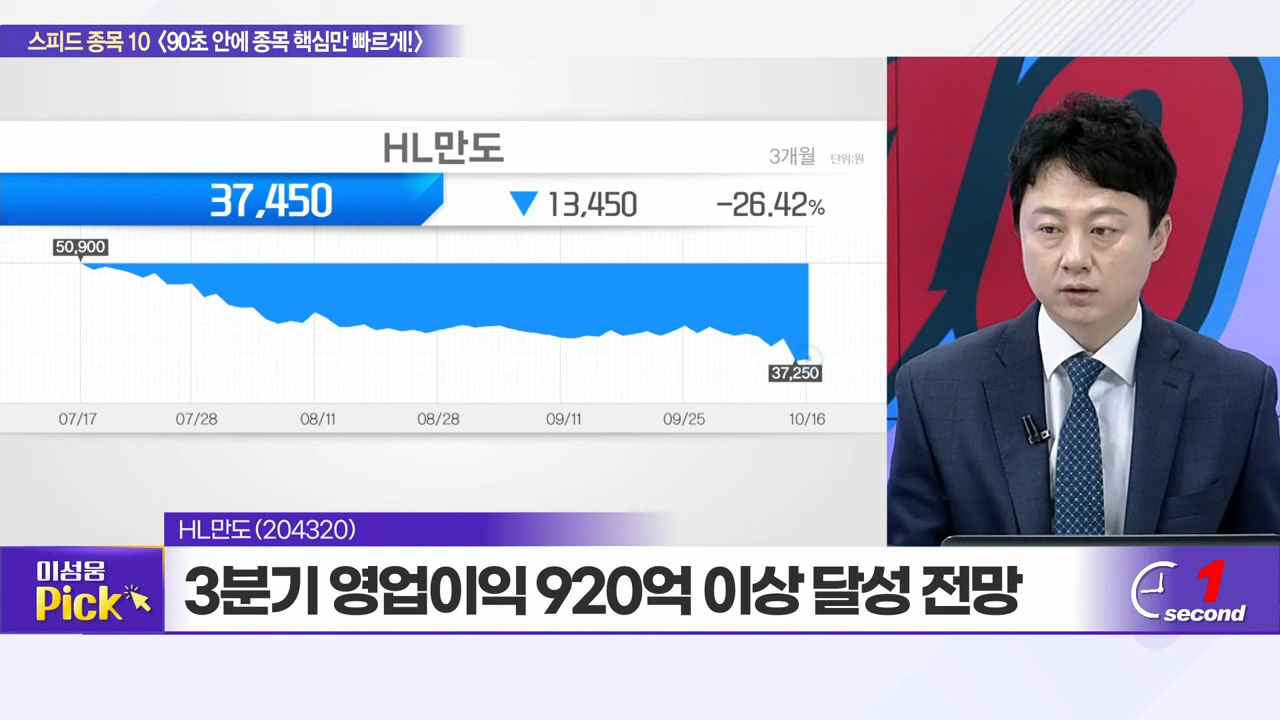 스피드 종목 10 〈90초 안에 종목 핵심만 빠르게!〉
HL만도
3개월 단위:원
37,450 ▼ 13,450 -26.42%
50,900
37,250
07/17 07/28 08/11 08/28 09/11 09/25 10/16
HL만도(204320)
이성웅
Pick
3분기 영업이익 920억 이상 달성 전망
1
second